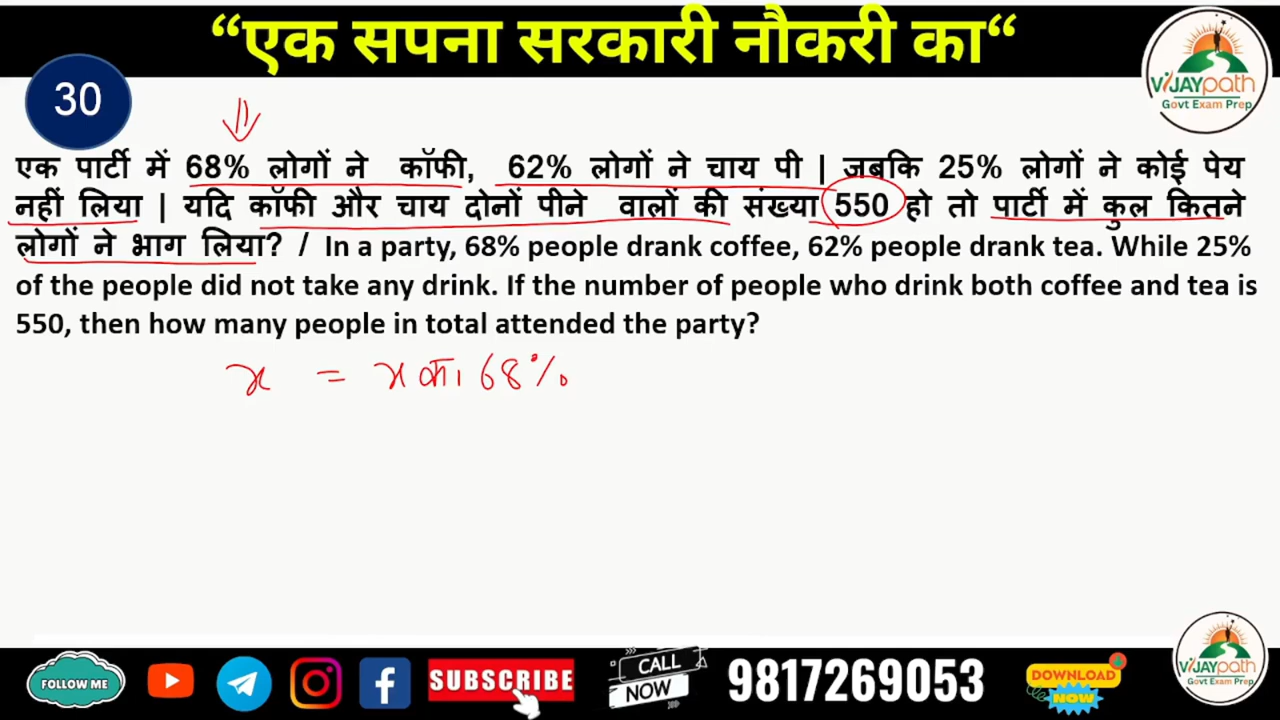 “एक सपना सरकारी नौकरी का“
VIJAYpath
Govt Exam Prep
30
एक पार्टी में 68% लोगों ने कॉफी, 62% लोगों ने चाय पी | जबकि 25% लोगों ने कोई पेय
नहीं लिया | यदि कॉफी और चाय दोनों पीने वालों की संख्या 550 हो तो पार्टी में कुल कितने
लोगों ने भाग लिया? / In a party, 68% people drank coffee, 62% people drank tea. While 25%
of the people did not take any drink. If the number of people who drink both coffee and tea is
550, then how many people in total attended the party?
x = x का 68%
VIJAYpath
Govt Exam Prep
FOLLOW ME
SUBSCRIBE
CALL
NOW
9817269053
DOWNLOAD
NOW